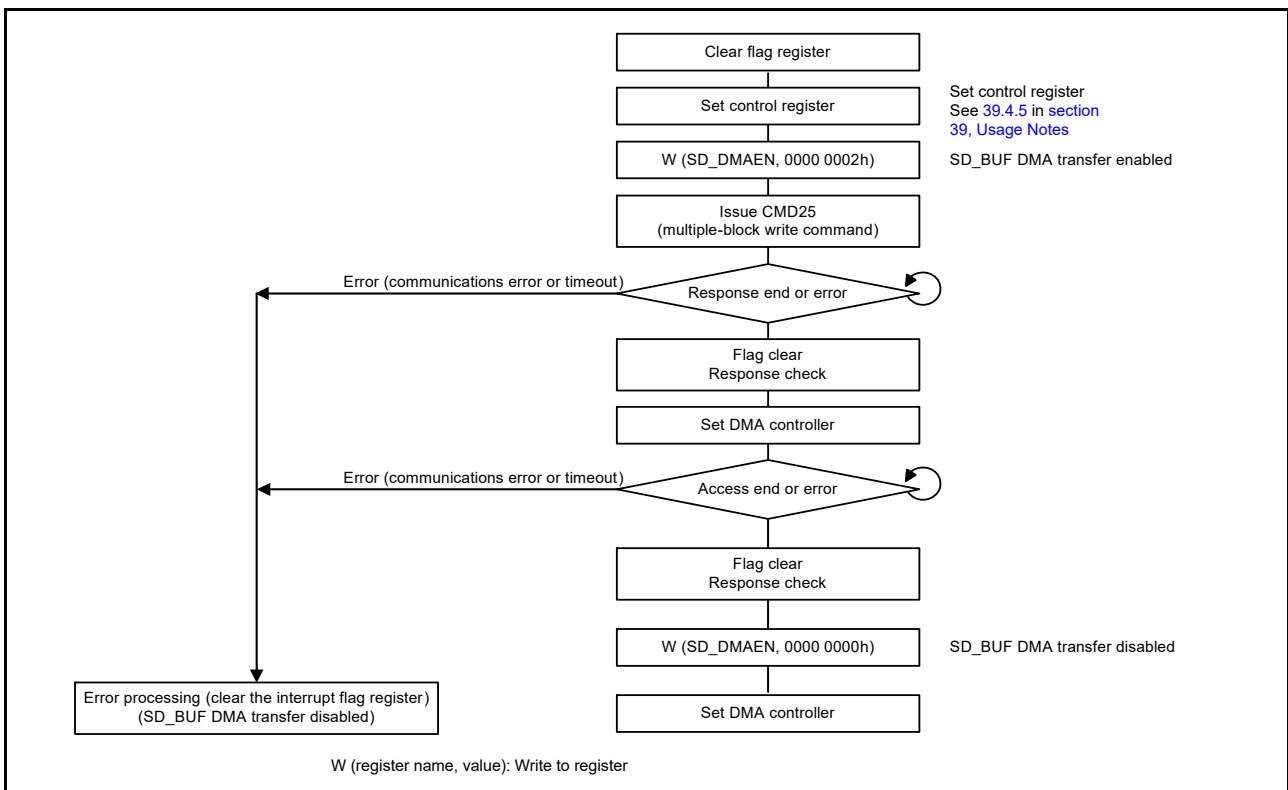 Clear flag register
Set control register
Set control register
See 39.4.5 in section
39, Usage Notes
W (SD_DMAEN, 0000 0002h)
SD_BUF DMA transfer enabled
Issue CMD25
(multiple-block write command)
Error (communications error or timeout)
Response end or error
Flag clear
Response check
Set DMA controller
Error (communications error or timeout)
Access end or error
Flag clear
Response check
W (SD_DMAEN, 0000 0000h)
SD_BUF DMA transfer disabled
Error processing (clear the interrupt flag register)
(SD_BUF DMA transfer disabled)
Set DMA controller
W (register name, value): Write to register